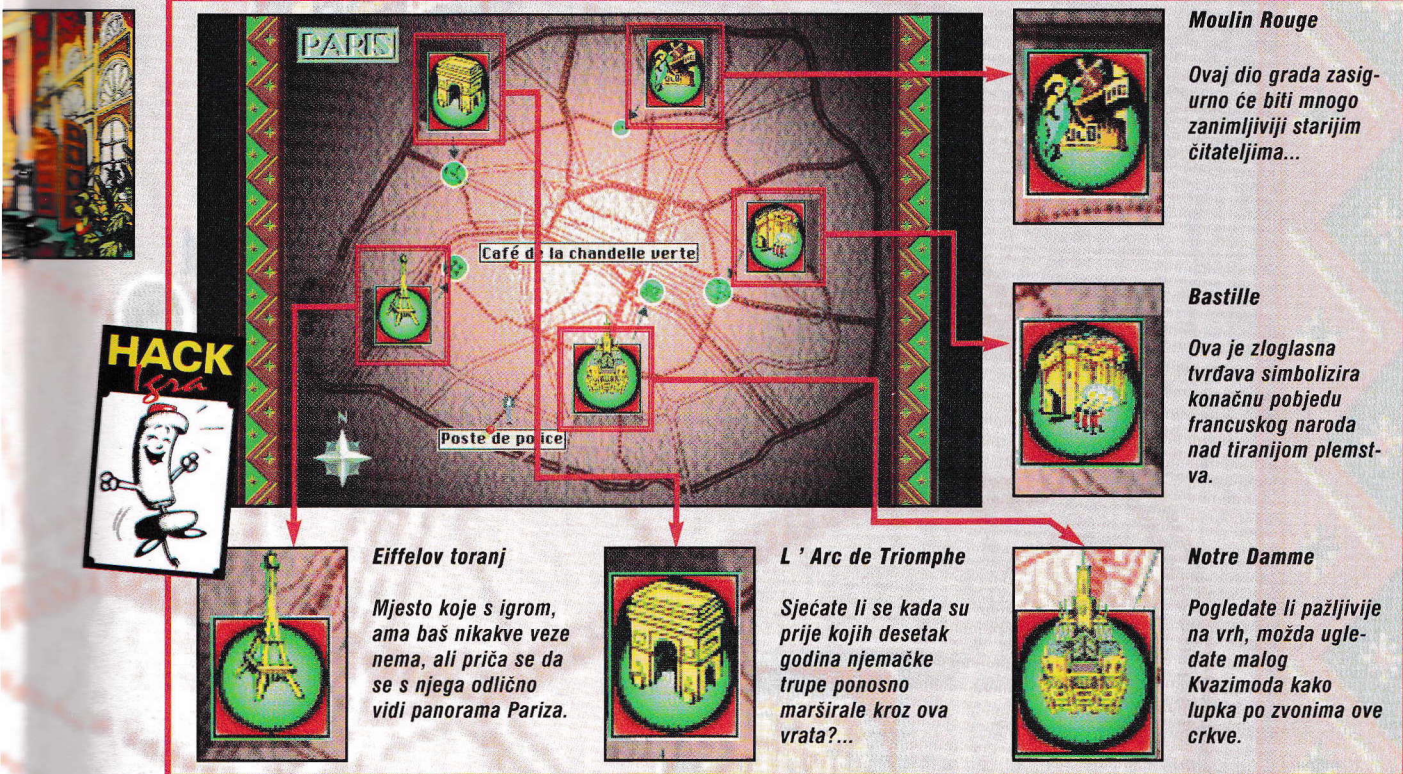 PARIS
Café de la chandelle verte
Poste de police
HACK
Igra
N
Moulin Rouge
Ovaj dio grada zasig-
urno će biti mnogo
zanimljiviji starijim
čitateljima...
Bastille
Ova je zloglasna
tvrđava simbolizira
konačnu pobjedu
francuskog naroda
nad tiranijom plemst-
va.
Eiffelov toranj
Mjesto koje s igrom,
ama baš nikakve veze
nema, ali priča se da
se s njega odlično
vidi panorama Pariza.
L ' Arc de Triomphe
Sjećate li se kada su
prije kojih desetak
godina njemačke
trupe ponosno
marširale kroz ova
vrata?...
Notre Damme
Pogledate li pažljivije
na vrh, možda ugle-
date malog
Kvazimoda kako
lupka po zvonima ove
crkve.